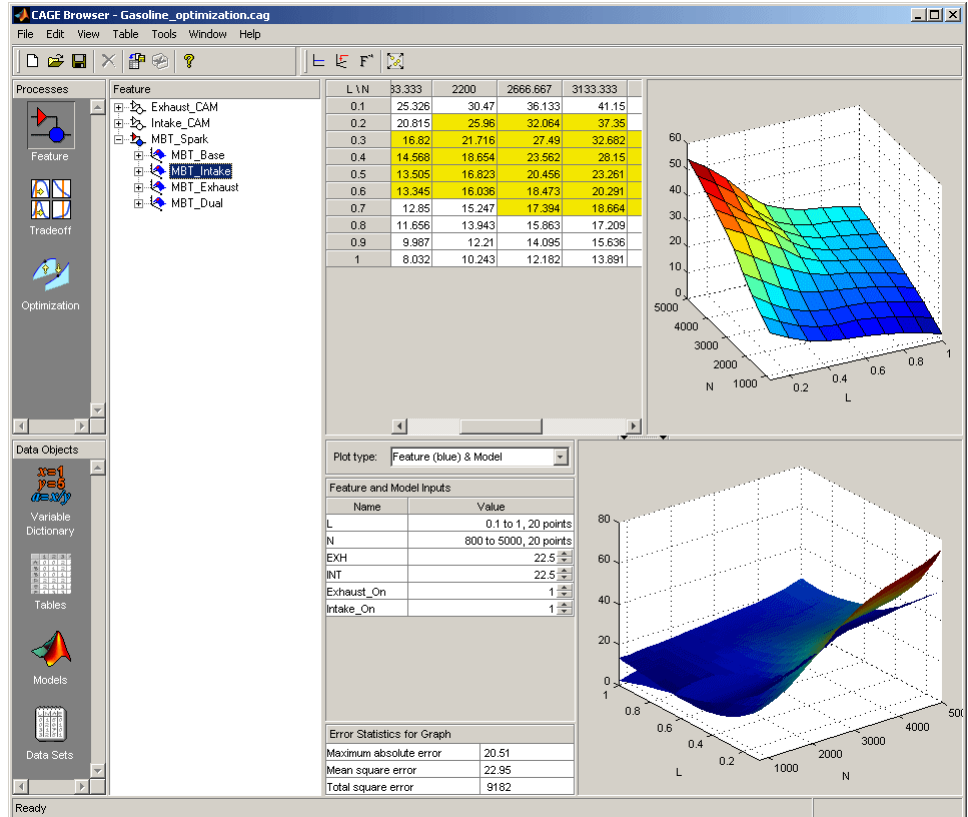 CAGE Browser - Gasoline_optimization.cag
File Edit View Table Tools Window Help
Processes
Feature
Tradeoff
Optimization
Feature
Exhaust_CAM
Intake_CAM
MBT_Spark
MBT_Base
MBT_Intake
MBT_Exhaust
MBT_Dual
L \ N 33.333 2200 2666.667 3133.333
0.1 25.326 30.47 36.133 41.15
0.2 20.815 25.96 32.064 37.35
0.3 16.82 21.716 27.49 32.682
0.4 14.568 18.654 23.562 28.15
0.5 13.505 16.823 20.456 23.261
0.6 13.345 16.036 18.473 20.291
0.7 12.85 15.247 17.394 18.664
0.8 11.656 13.943 15.863 17.209
0.9 9.987 12.21 14.095 15.636
1 8.032 10.243 12.182 13.891
60
50
40
30
20
10
0
5000
4000
3000
2000
1000
N
0.2
0.4
0.6
0.8
1
L
Data Objects
x=1
y=5
a=x/y
Variable
Dictionary
Tables
Models
Data Sets
Plot type: Feature (blue) & Model
Feature and Model Inputs
Name Value
L 0.1 to 1, 20 points
N 800 to 5000, 20 points
EXH 22.5
INT 22.5
Exhaust_On 1
Intake_On 1
Error Statistics for Graph
Maximum absolute error 20.51
Mean square error 22.95
Total square error 9182
80
60
40
20
0
1
0.8
0.6
0.4
0.2
L
1000
2000
3000
4000
500
N
Ready